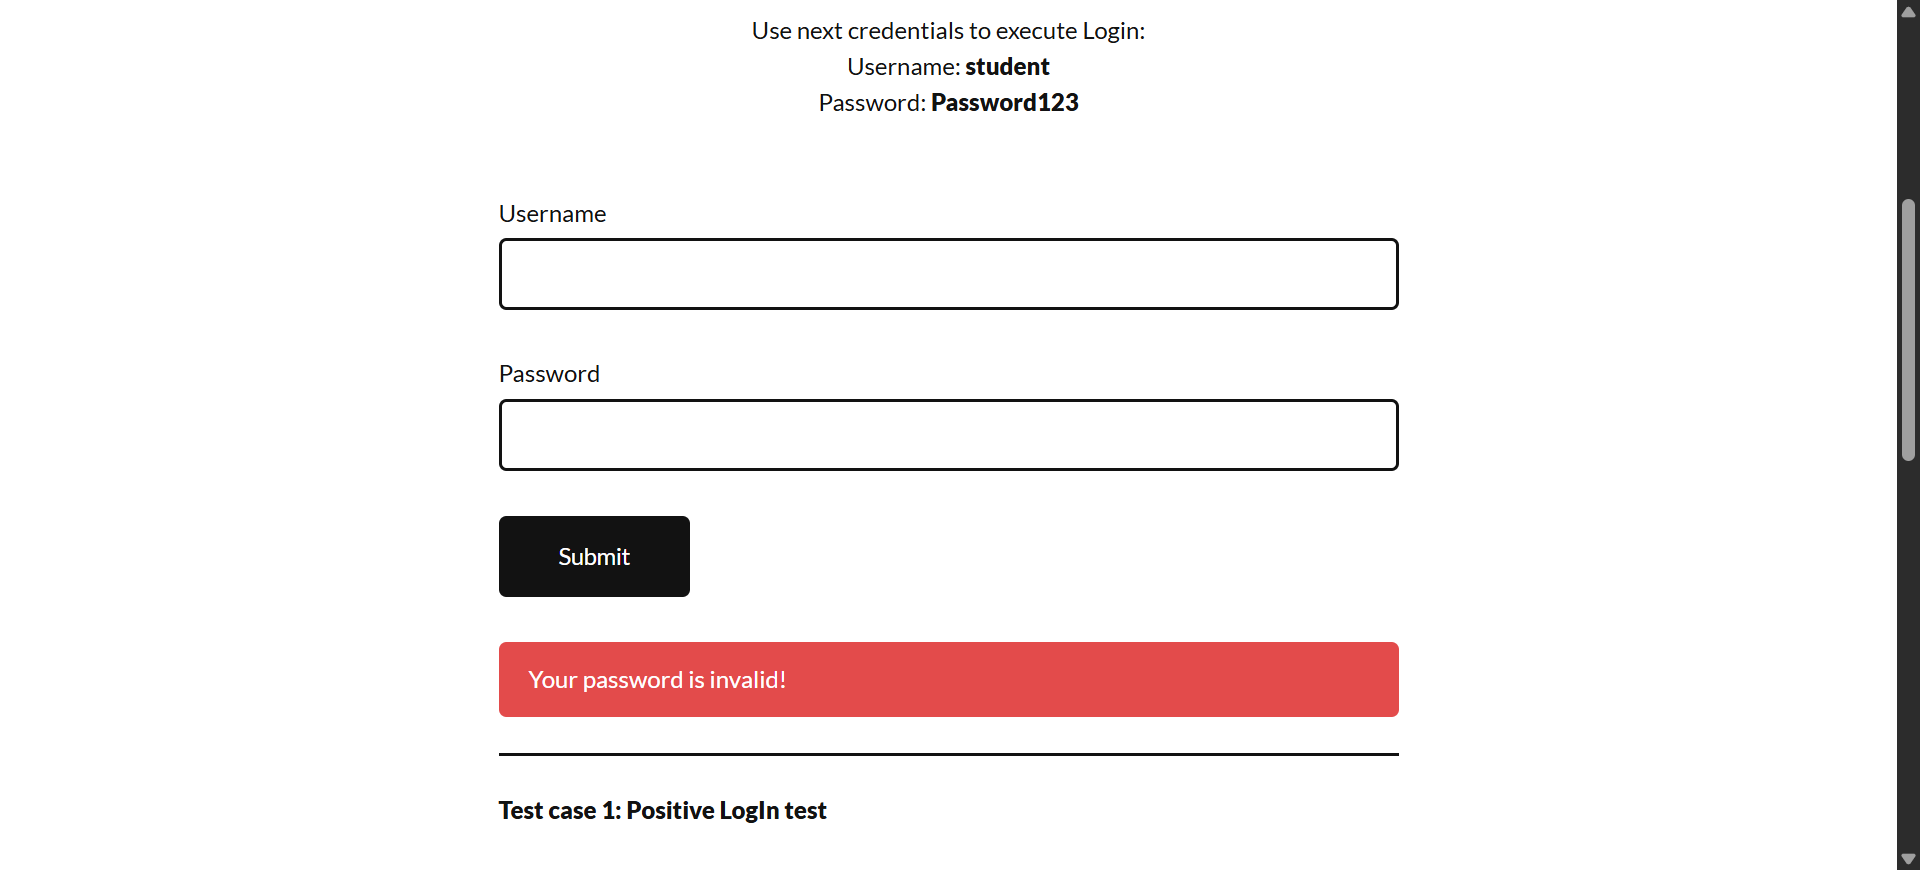 Use next credentials to execute Login:
Username: student
Password: Password123
Username
Password
Submit
Your password is invalid!
Test case 1: Positive LogIn test